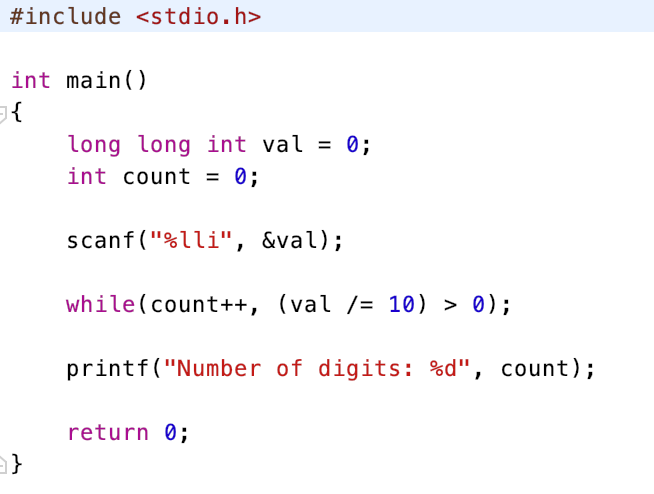 #include <stdio.h>
int main()
{
    long long int val = 0;
    int count = 0;
    scanf("%lli", &val);
    while(count++, (val /= 10) > 0);
    printf("Number of digits: %d", count);
    return 0;
}